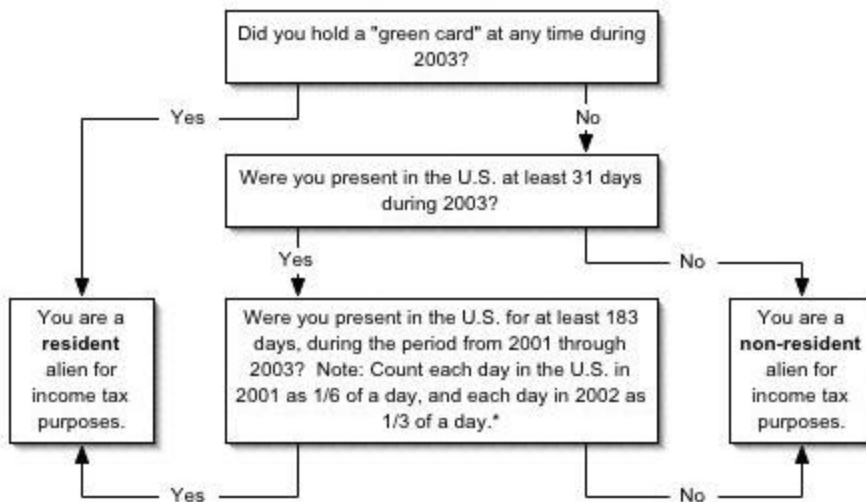 Did you hold a "green card" at any time during
2003?
Yes
No
Were you present in the U.S. at least 31 days
during 2003?
Yes
No
You are a
resident
alien for
income tax
purposes.
Were you present in the U.S. for at least 183
days, during the period from 2001 through
2003?  Note: Count each day in the U.S. in
2001 as 1/6 of a day, and each day in 2002 as
1/3 of a day.*
You are a
non-resident
alien for
income tax
purposes.
Yes
No